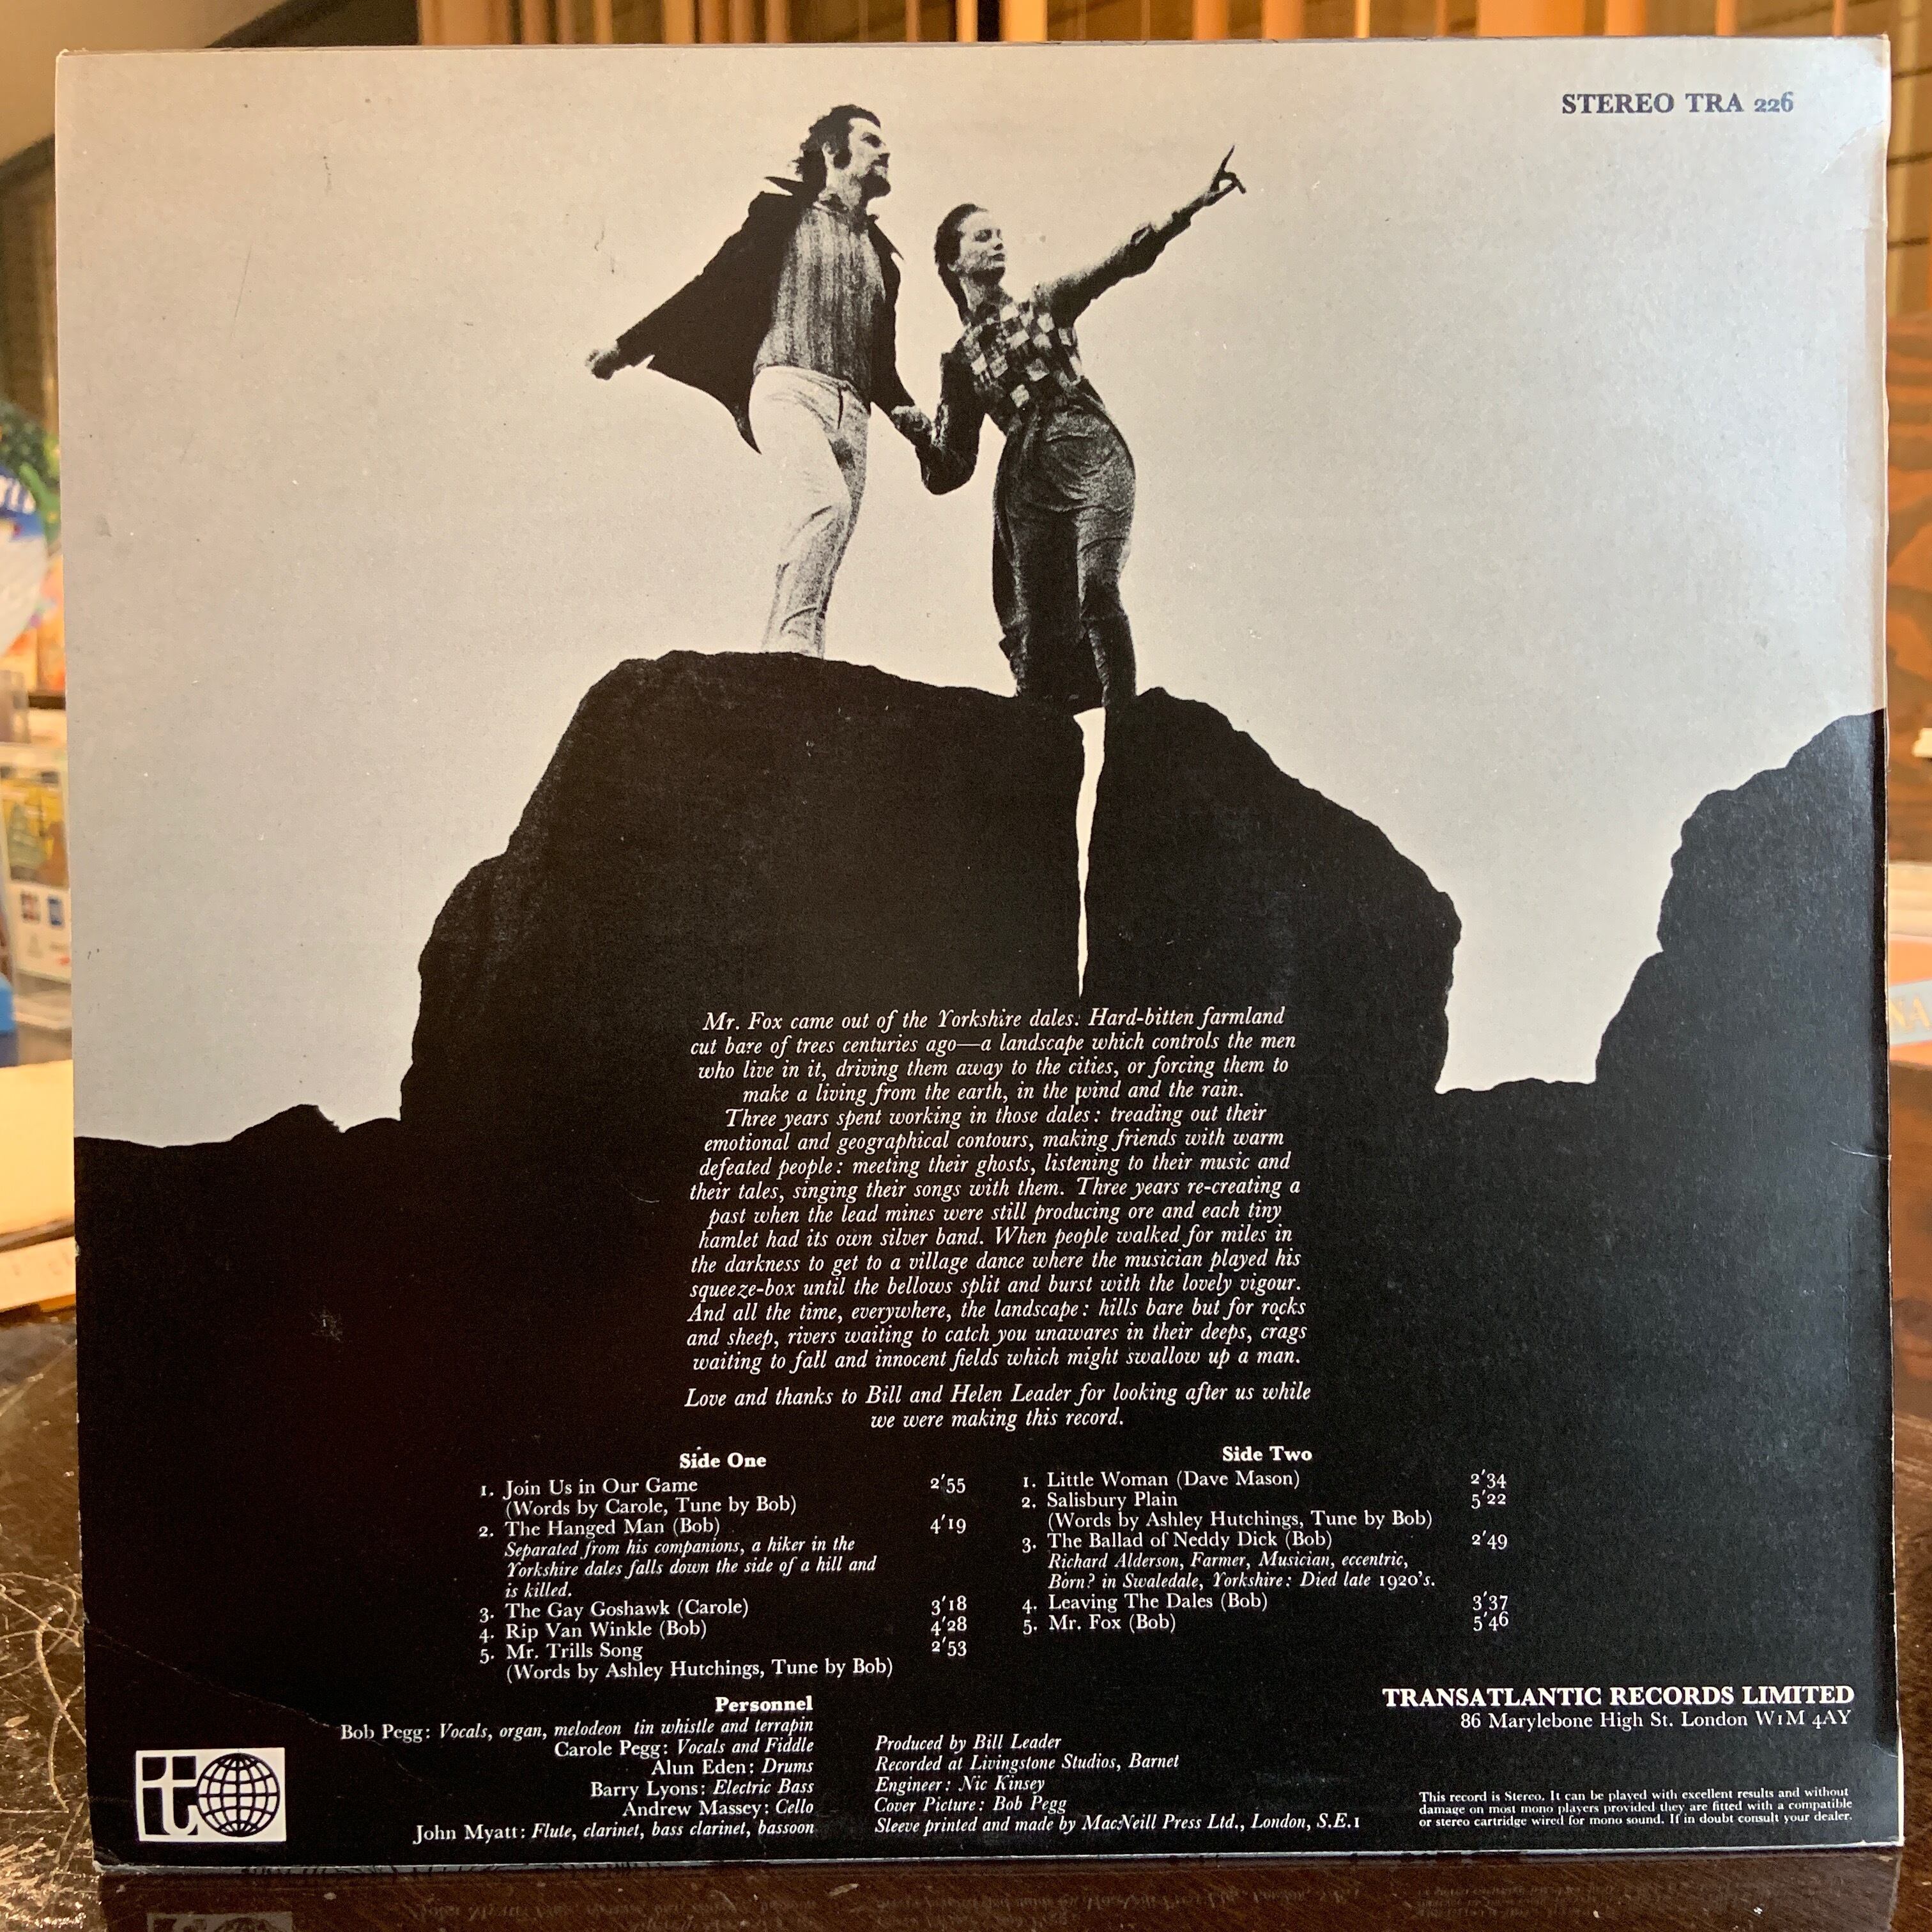 STEREO TRA 226
Mr. Fox came out of the Yorkshire dales. Hard-bitten farmland
cut bare of trees centuries ago—a landscape which controls the men
who live in it, driving them away to the cities, or forcing them to
make a living from the earth, in the wind and the rain.
Three years spent working in those dales: treading out their
emotional and geographical contours, making friends with warm
defeated people: meeting their ghosts, listening to their music and
their tales, singing their songs with them. Three years re-creating a
past when the lead mines were still producing ore and each tiny
hamlet had its own silver band. When people walked for miles in
the darkness to get to a village dance where the musician played his
squeeze-box until the bellows split and burst with the lovely vigour.
And all the time, everywhere, the landscape: hills bare but for rocks
and sheep, rivers waiting to catch you unawares in their deeps, crags
waiting to fall and innocent fields which might swallow up a man.
Love and thanks to Bill and Helen Leader for looking after us while
we were making this record.
Side One
1. Join Us in Our Game 2'55
(Words by Carole, Tune by Bob)
2. The Hanged Man (Bob) 4'19
Separated from his companions, a hiker in the
Yorkshire dales falls down the side of a hill and
is killed.
3. The Gay Goshawk (Carole) 3'18
4. Rip Van Winkle (Bob) 4'28
5. Mr. Trills Song 2'53
(Words by Ashley Hutchings, Tune by Bob)
Side Two
1. Little Woman (Dave Mason) 2'34
2. Salisbury Plain 5'22
(Words by Ashley Hutchings, Tune by Bob)
3. The Ballad of Neddy Dick (Bob) 2'49
Richard Alderson, Farmer, Musician, eccentric,
Born? in Swaledale, Yorkshire: Died late 1920's.
4. Leaving The Dales (Bob) 3'37
5. Mr. Fox (Bob) 5'46
Personnel
Bob Pegg: Vocals, organ, melodeon tin whistle and terrapin
Carole Pegg: Vocals and Fiddle
Alun Eden: Drums
Barry Lyons: Electric Bass
Andrew Massey: Cello
John Myatt: Flute, clarinet, bass clarinet, bassoon
Produced by Bill Leader
Recorded at Livingstone Studios, Barnet
Engineer: Nic Kinsey
Cover Picture: Bob Pegg
Sleeve printed and made by MacNeill Press Ltd., London, S.E.1
TRANSATLANTIC RECORDS LIMITED
86 Marylebone High St. London W1M 4AY
This record is Stereo. It can be played with excellent results and without
damage on most mono players provided they are fitted with a compatible
or stereo cartridge wired for mono sound. If in doubt consult your dealer.
it